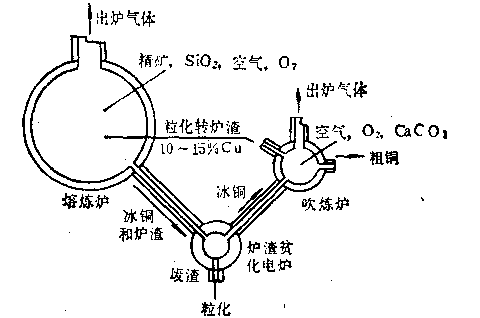 出炉气体
精矿，SiO₂，空气，O₂
出炉气体
粒化转炉渣
10～15%Cu
空气，O₂，CaCO₃
粗铜
熔炼炉
冰铜
吹炼炉
冰铜
和炉渣
炉渣贫
化电炉
废渣
粒化